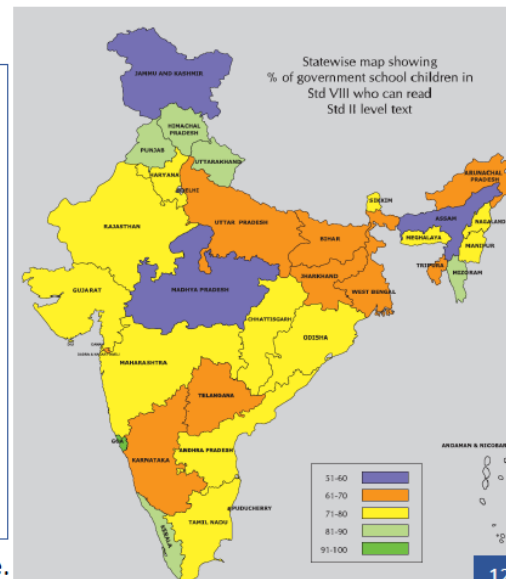 Statewise map showing
% of government school children in
Std VIII who can read
Std II level text
JAMMU AND KASHMIR
HIMACHAL
PRADESH
PUNJAB
UTTARAKHAND
HARYANA
DELHI
ARUNACHAL
PRADESH
SIKKIM
RAJASTHAN
UTTAR PRADESH
ASSAM
NAGALAND
BIHAR
MEGHALAYA
MANIPUR
TRIPURA
MIZORAM
JHARKHAND
WEST BENGAL
GUJARAT
MADHYA PRADESH
CHHATTISGARH
ODISHA
MAHARASHTRA
TELANGANA
GOA
ANDHRA PRADESH
KARNATAKA
ANDAMAN & NICOBAR
PUDUCHERRY
TAMIL NADU
KERALA
51-60
61-70
71-80
81-90
91-100
e.